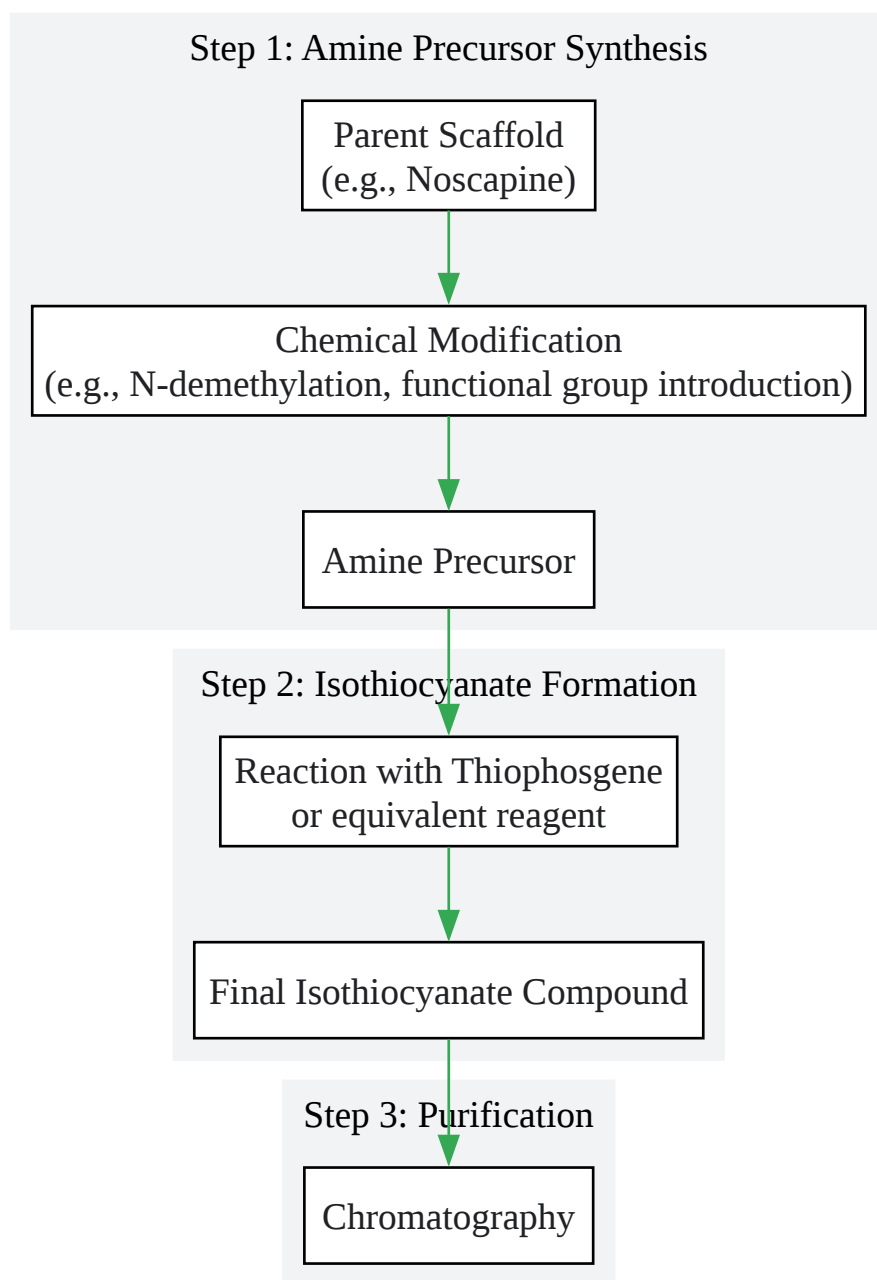 Step 1: Amine Precursor Synthesis
Parent Scaffold
(e.g., Noscapine)
Chemical Modification
(e.g., N-demethylation, functional group introduction)
Amine Precursor
Step 2: Isothiocyanate Formation
Reaction with Thiophosgene
or equivalent reagent
Final Isothiocyanate Compound
Step 3: Purification
Chromatography